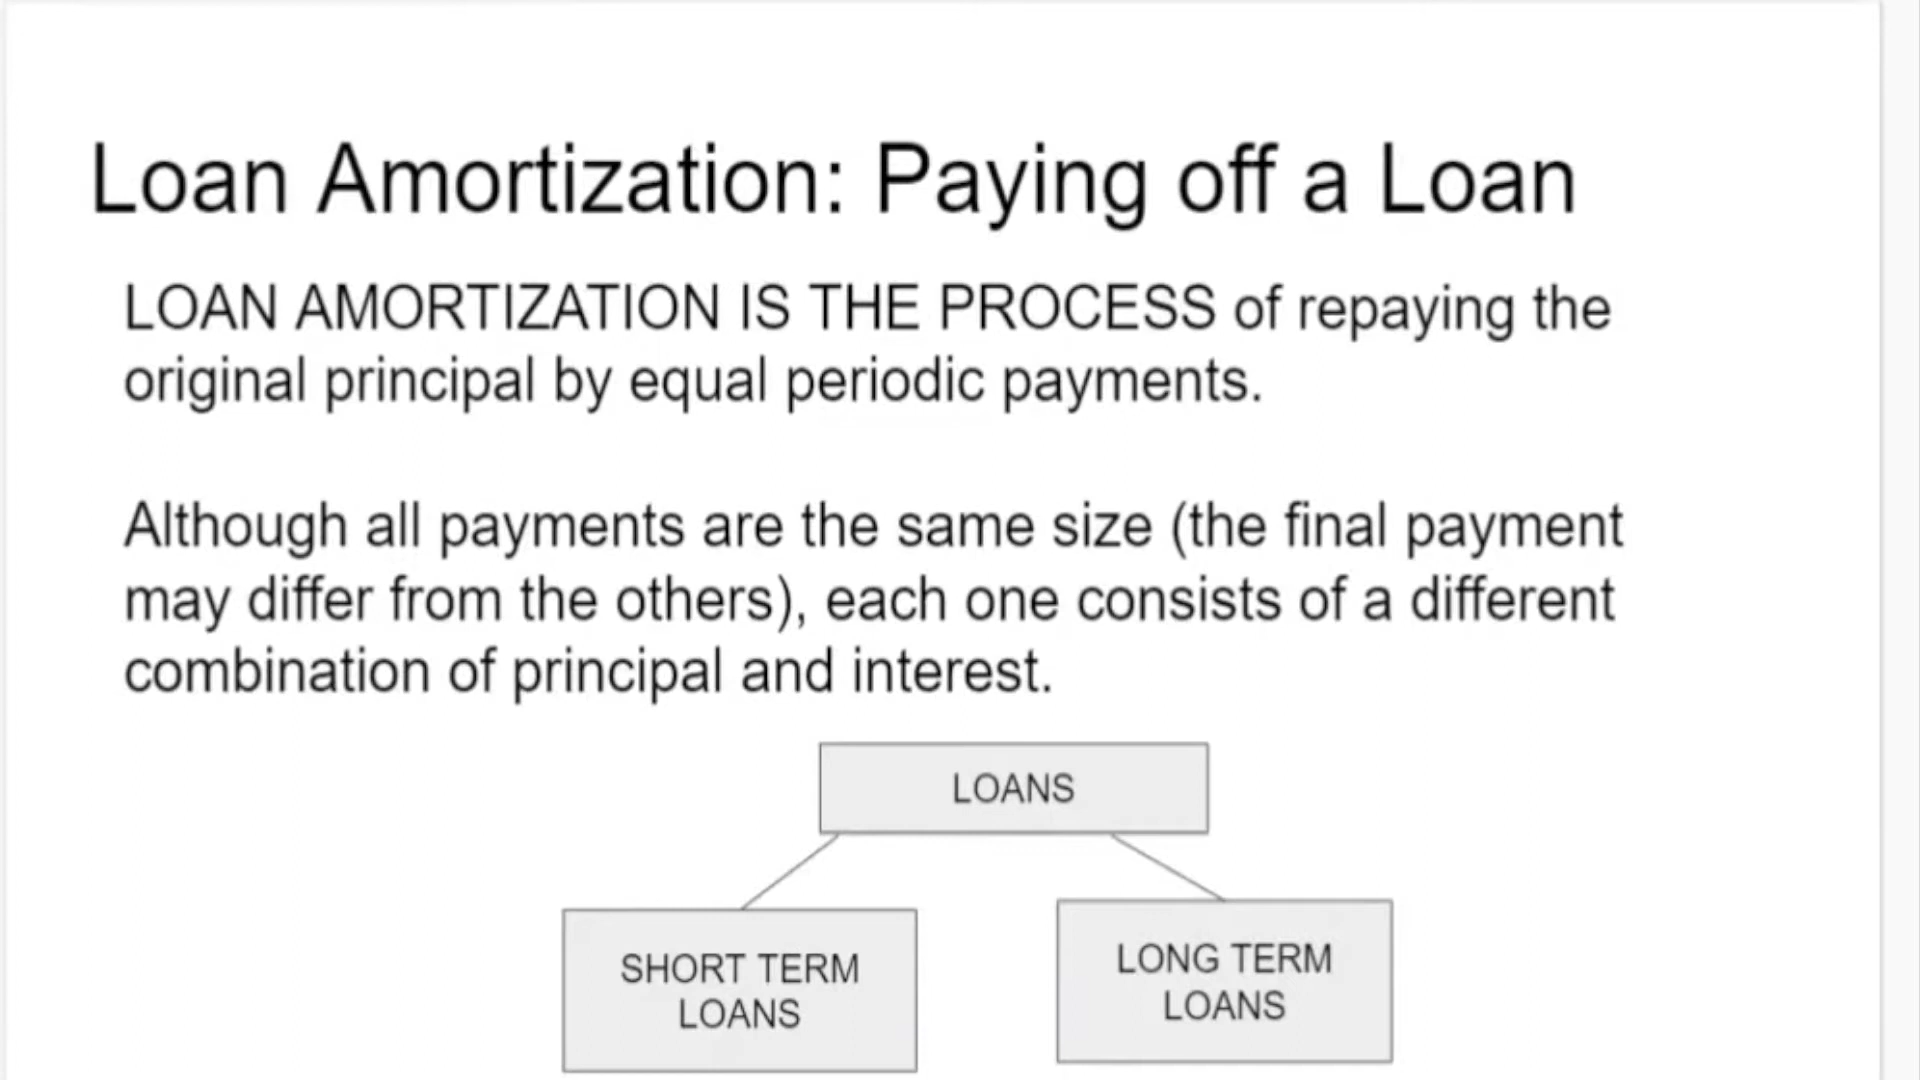 Loan Amortization: Paying off a Loan
LOAN AMORTIZATION IS THE PROCESS of repaying the
original principal by equal periodic payments.
Although all payments are the same size (the final payment
may differ from the others), each one consists of a different
combination of principal and interest.
LOANS
SHORT TERM
LOANS
LONG TERM
LOANS